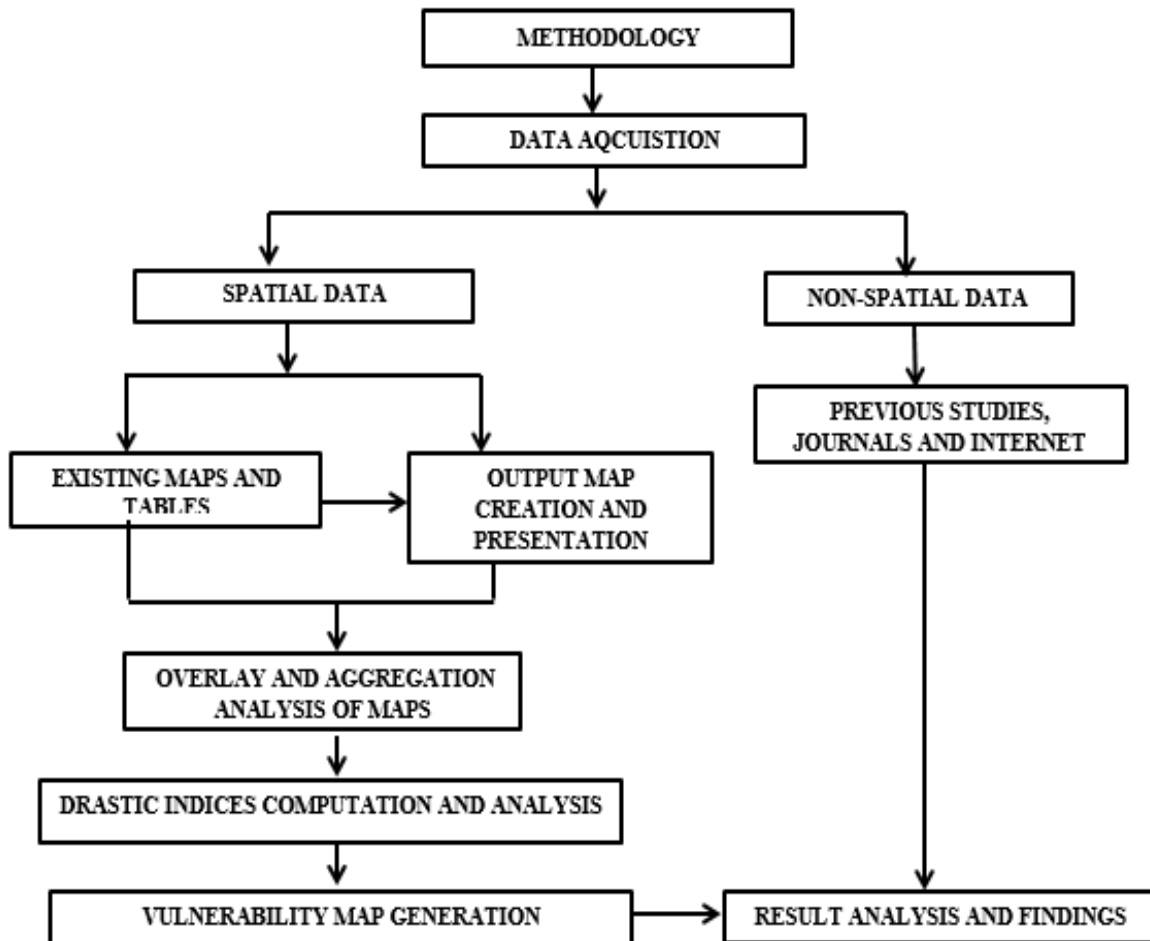 METHODOLOGY
DATA AQCUISTION
SPATIAL DATA
NON-SPATIAL DATA
PREVIOUS STUDIES,
JOURNALS AND INTERNET
EXISTING MAPS AND
TABLES
OUTPUT MAP
CREATION AND
PRESENTATION
OVERLAY AND AGGREGATION
ANALYSIS OF MAPS
DRASTIC INDICES COMPUTATION AND ANALYSIS
VULNERABILITY MAP GENERATION
RESULT ANALYSIS AND FINDINGS